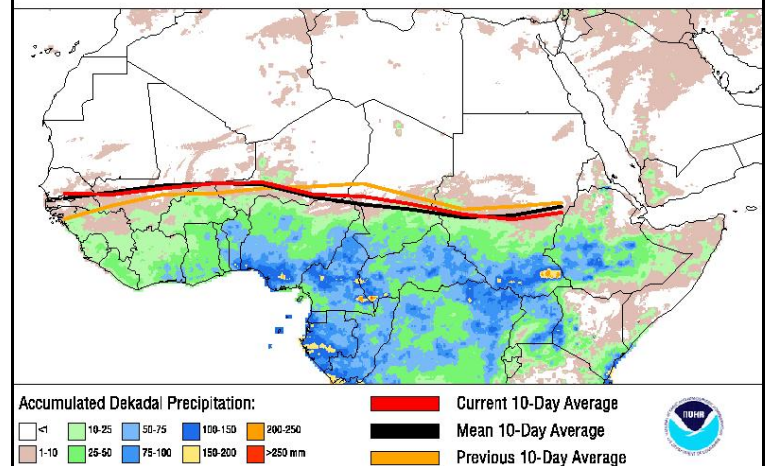 Accumulated Dekadal Precipitation:
<1 10-25 50-75 100-150 200-250
1-10 25-50 75-100 150-200 >250 mm
Current 10-Day Average
Mean 10-Day Average
Previous 10-Day Average